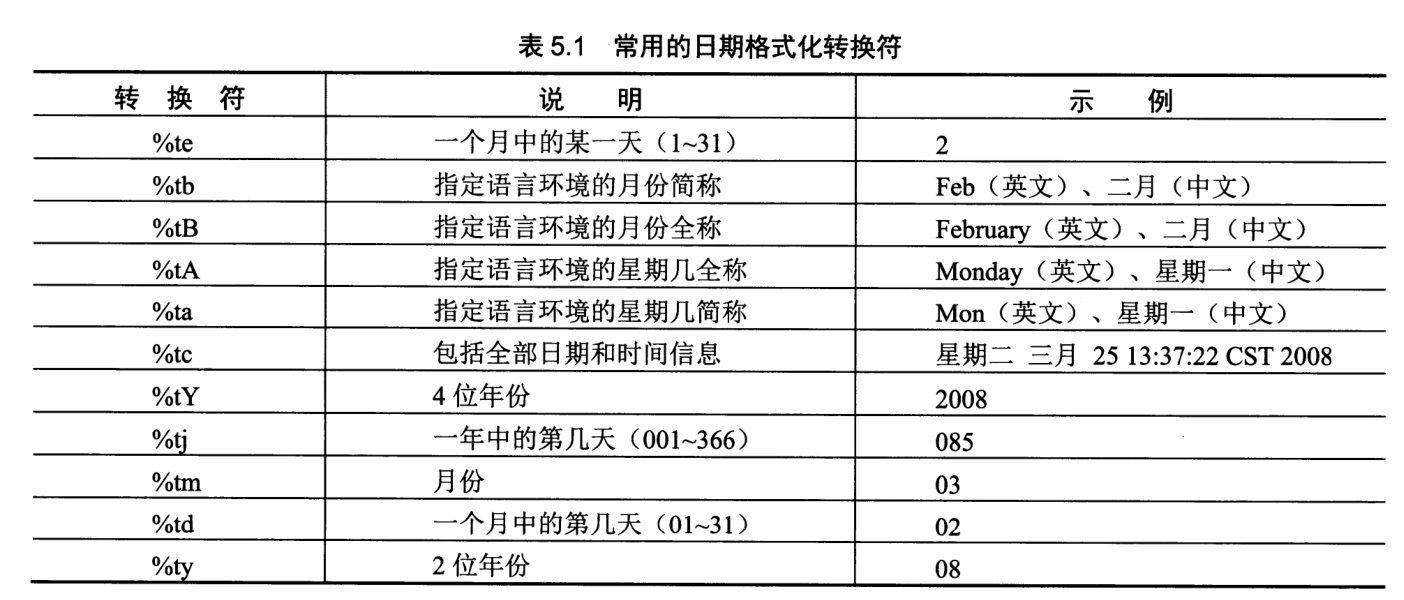 表 5.1 常用的日期格式化转换符
转 换 符 说 明 示 例
%te 一个月中的某一天（1~31） 2
%tb 指定语言环境的月份简称 Feb（英文）、二月（中文）
%tB 指定语言环境的月份全称 February（英文）、二月（中文）
%tA 指定语言环境的星期几全称 Monday（英文）、星期一（中文）
%ta 指定语言环境的星期几简称 Mon（英文）、星期一（中文）
%tc 包括全部日期和时间信息 星期二 三月 25 13:37:22 CST 2008
%tY 4 位年份 2008
%tj 一年中的第几天（001~366） 085
%tm 月份 03
%td 一个月中的第几天（01~31） 02
%ty 2 位年份 08